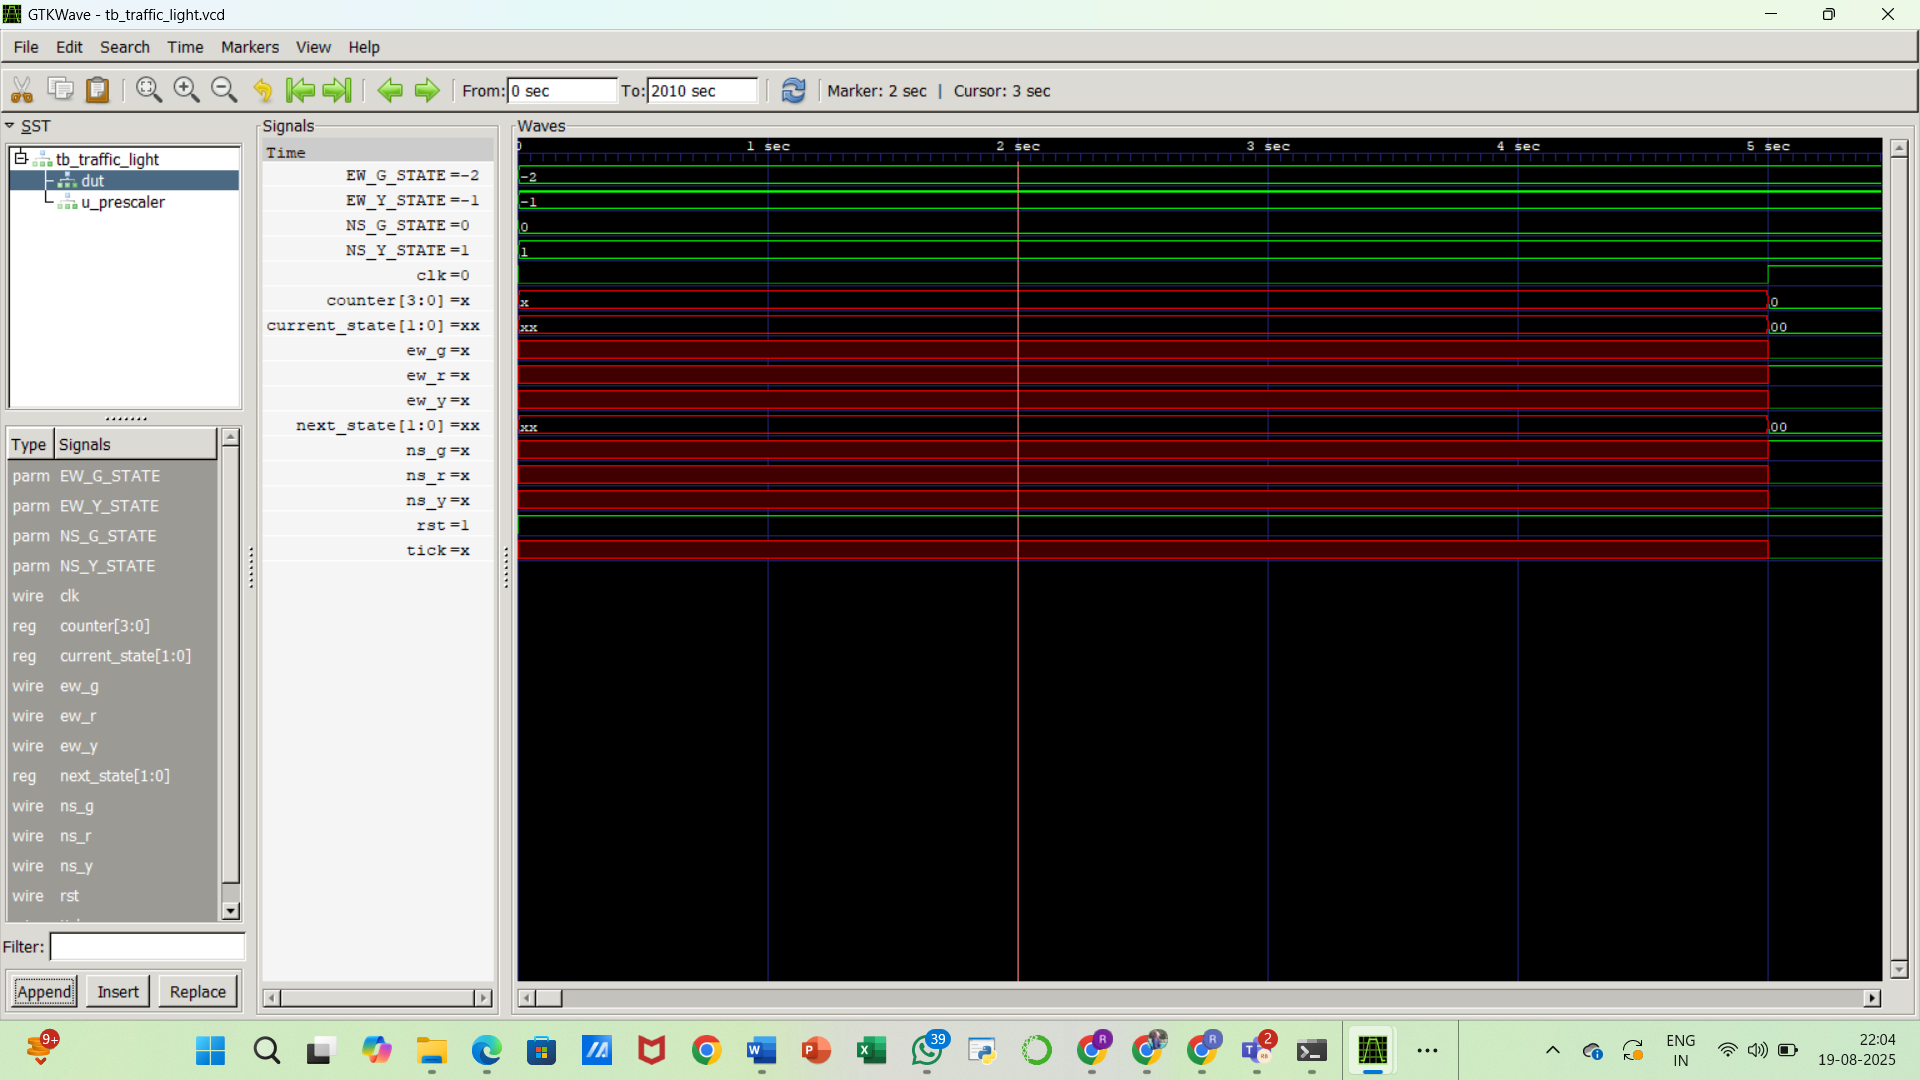 GTKWave - tb_traffic_light.vcd
File Edit Search Time Markers View Help
From: 0 sec To: 2010 sec Marker: 2 sec | Cursor: 3 sec
SST
tb_traffic_light
dut
u_prescaler
Type Signals
parm EW_G_STATE
parm EW_Y_STATE
parm NS_G_STATE
parm NS_Y_STATE
wire clk
reg counter[3:0]
reg current_state[1:0]
wire ew_g
wire ew_r
wire ew_y
reg next_state[1:0]
wire ns_g
wire ns_r
wire ns_y
wire rst
Filter:
Append Insert Replace
Signals
Time
EW_G_STATE =-2
EW_Y_STATE =-1
NS_G_STATE =0
NS_Y_STATE =1
clk =0
counter[3:0] =x
current_state[1:0] =xx
ew_g =x
ew_r =x
ew_y =x
next_state[1:0] =xx
ns_g =x
ns_r =x
ns_y =x
rst =1
tick =x
Waves
0 1 sec 2 sec 3 sec 4 sec 5 sec
-2
-1
0
1
x 0
xx 00
xx 00
9+
W
P
X
39
R
R
2
ENG
IN
22:04
19-08-2025